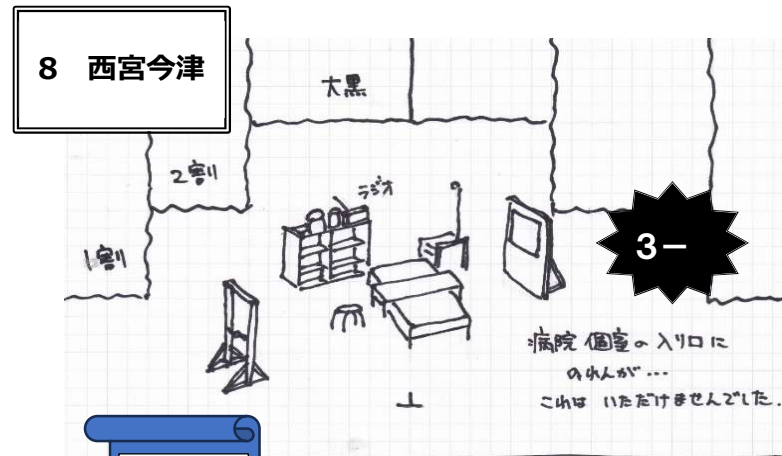 8 西宮今津
大黒
2割
ラジオ
1割
3−
病院 個室の入り口に
のれんが…
これは いただけませんでした.